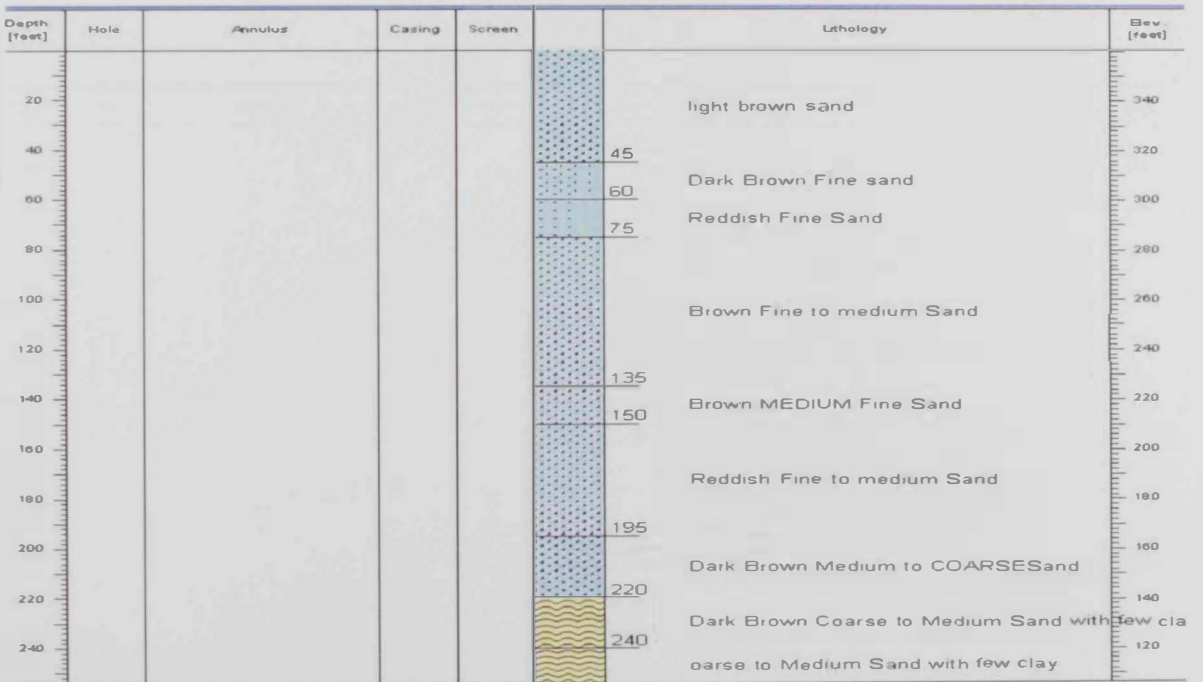 Depth [feet] Hole Annulus Casing Screen Lithology Elev. [feet]
20 light brown sand 340
40 45 320
Dark Brown Fine sand
60 60 300
Reddish Fine Sand
75
80 280
100 260
Brown Fine to medium Sand
120 240
135
140 Brown MEDIUM Fine Sand 220
150
160 200
Reddish Fine to medium Sand
180 180
195
200 160
Dark Brown Medium to COARSESand
220 220 140
Dark Brown Coarse to Medium Sand with few cla
240 240 120
oarse to Medium Sand with few clay